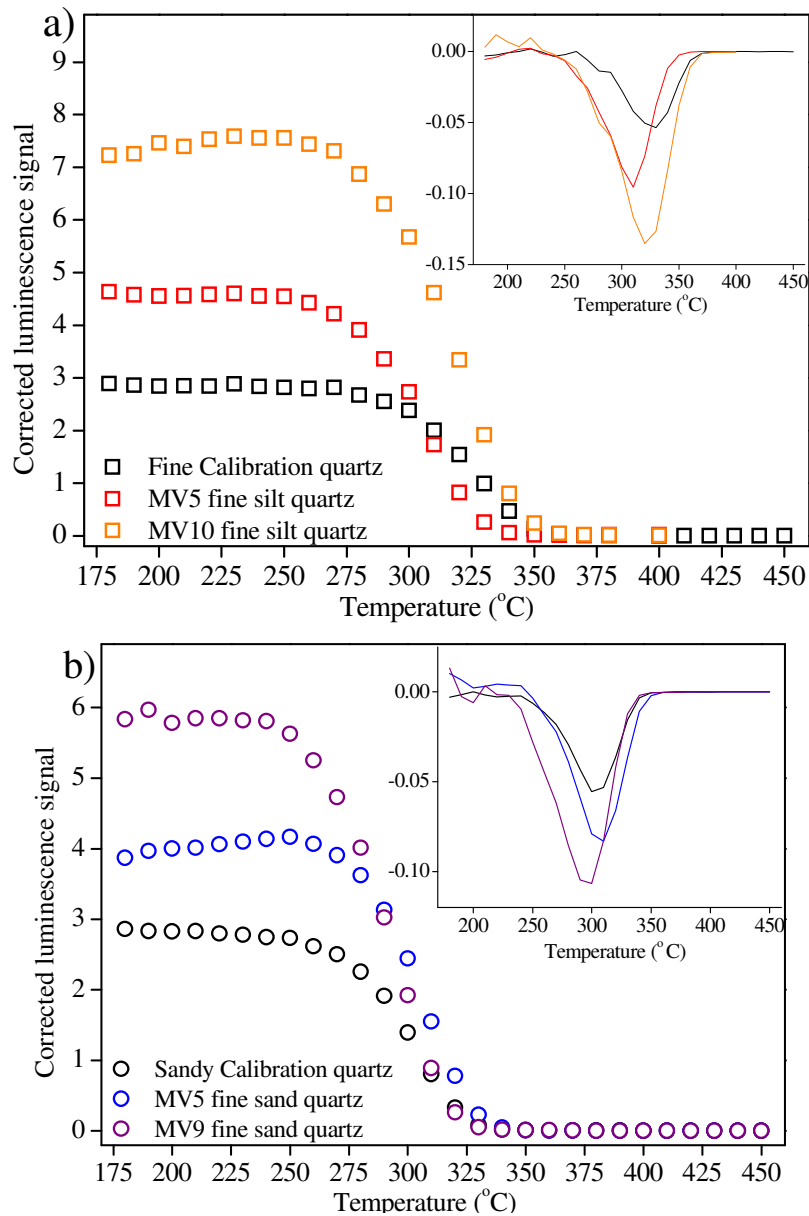 a)
9
8
7
6
5
4
3
2
1
0
Corrected luminescence signal
0.00
-0.05
-0.10
-0.15
200 250 300 350 400 450
Temperature (°C)
Fine Calibration quartz
MV5 fine silt quartz
MV10 fine silt quartz
175 200 225 250 275 300 325 350 375 400 425 450
Temperature (°C)
b)
6
5
4
3
2
1
0
Corrected luminescence signal
0.00
-0.05
-0.10
200 250 300 350 400 450
Temperature (°C)
Sandy Calibration quartz
MV5 fine sand quartz
MV9 fine sand quartz
175 200 225 250 275 300 325 350 375 400 425 450
Temperature (°C)